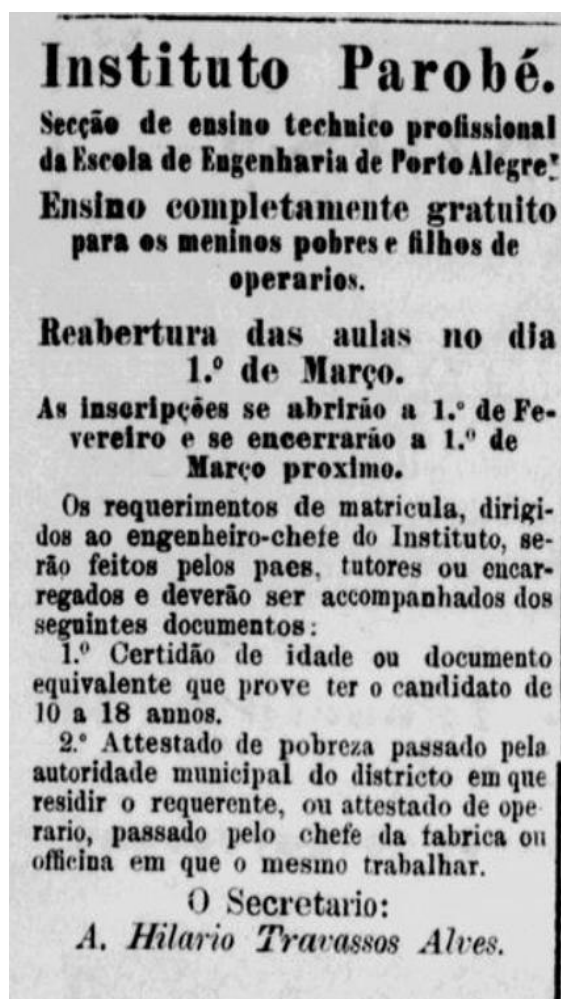 Instituto Parobé.
Secção de ensino technico profissional
da Escola de Engenharia de Porto Alegre.
Ensino completamente gratuito
para os meninos pobres e filhos de
operarios.
Reabertura das aulas no dia
1.º de Março.
As inscripções se abrirão a 1.º de Fe-
vereiro e se encerrarão a 1.º de
Março proximo.
Os requerimentos de matricula, dirigi-
dos ao engenheiro-chefe do Instituto, se-
rão feitos pelos paes, tutores ou encar-
regados e deverão ser accompanhados dos
seguintes documentos:
1.º Certidão de idade ou documento
equivalente que prove ter o candidato de
10 a 18 annos.
2.º Attestado de pobreza passado pela
autoridade municipal do districto em que
residir o requerente, ou attestado de ope-
rario, passado pelo chefe da fabrica ou
officina em que o mesmo trabalhar.
O Secretario:
A. Hilario Travassos Alves.